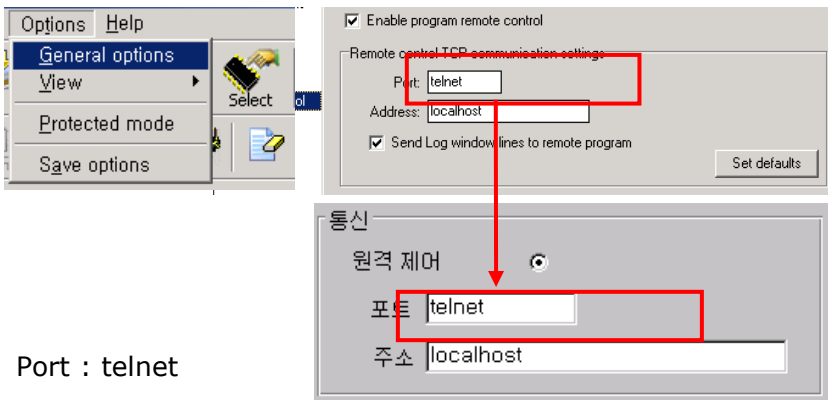 Options Help
General options
View
Protected mode
Save options
Select
ol
Enable program remote control
Remote control TCP communication settings
Port: telnet
Address: localhost
Send Log window lines to remote program
Set defaults
통신
원격 제어
포트 telnet
주소 localhost
Port : telnet